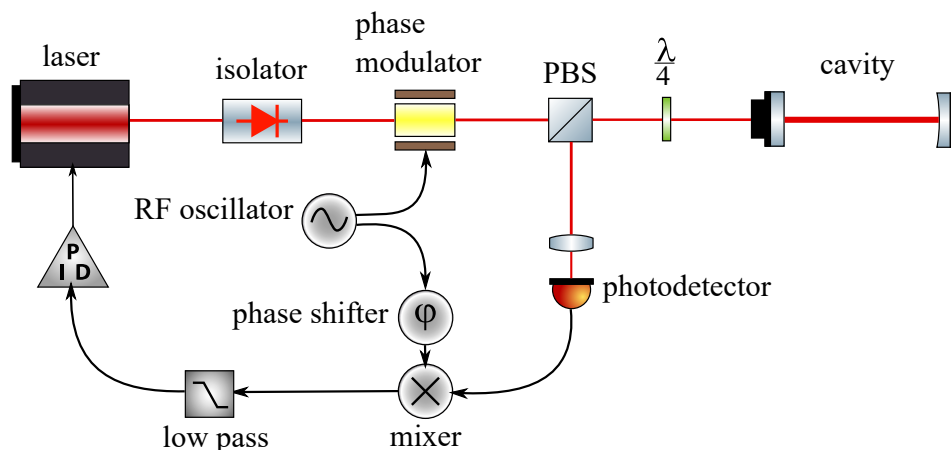 phase
modulator
laser
isolator
PBS
λ
4
cavity
RF oscillator
P
I D
phase shifter
φ
photodetector
low pass
mixer